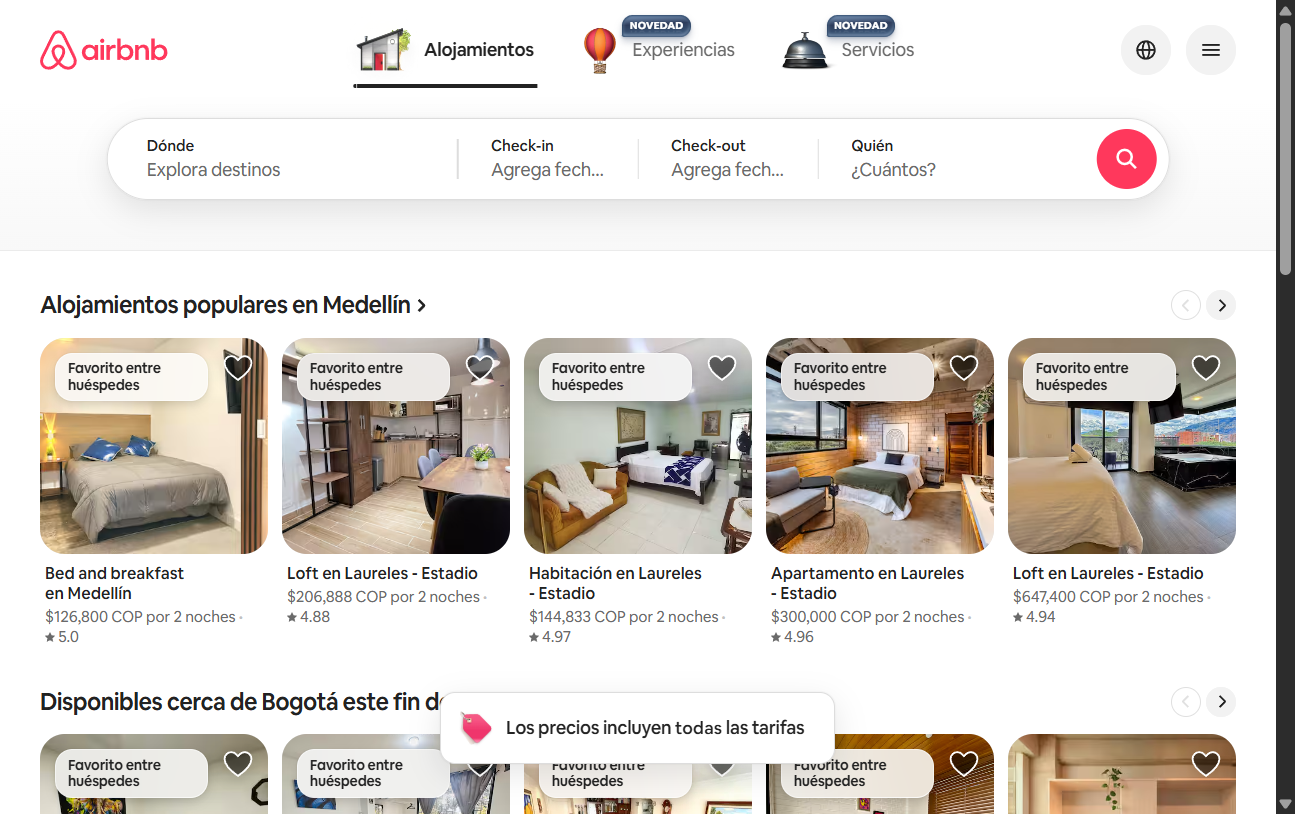 airbnb
Alojamientos
NOVEDAD
Experiencias
NOVEDAD
Servicios
Dónde
Explora destinos
Check-in
Agrega fech...
Check-out
Agrega fech...
Quién
¿Cuántos?
Alojamientos populares en Medellín
Favorito entre
huéspedes
Favorito entre
huéspedes
Favorito entre
huéspedes
Favorito entre
huéspedes
Favorito entre
huéspedes
Bed and breakfast
en Medellín
$126,800 COP por 2 noches ·
★ 5.0
Loft en Laureles - Estadio
$206,888 COP por 2 noches ·
★ 4.88
Habitación en Laureles
- Estadio
$144,833 COP por 2 noches ·
★ 4.97
Apartamento en Laureles
- Estadio
$300,000 COP por 2 noches ·
★ 4.96
Loft en Laureles - Estadio
$647,400 COP por 2 noches ·
★ 4.94
Disponibles cerca de Bogotá este fin
Los precios incluyen todas las tarifas
Favorito entre
huéspedes
Favorito entre
huéspedes
Favorito entre
huéspedes
Favorito entre
huéspedes